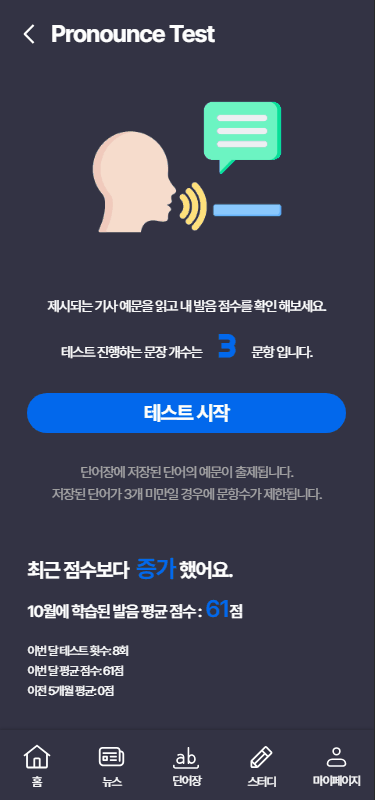 Pronounce Test
제시되는 기사 예문을 읽고 내 발음 점수를 확인 해보세요.
테스트 진행하는 문장 개수는 3 문항 입니다.
테스트 시작
단어장에 저장된 단어의 예문이 출제됩니다.
저장된 단어가 3개 미만일 경우에 문항수가 제한됩니다.
최근 점수보다 증가 했어요.
10월에 학습된 발음 평균 점수 : 61점
이번 달 테스트 횟수: 8회
이번 달 평균 점수: 61점
이전 5개월 평균: 0점
ab
홈 뉴스 단어장 스터디 마이페이지